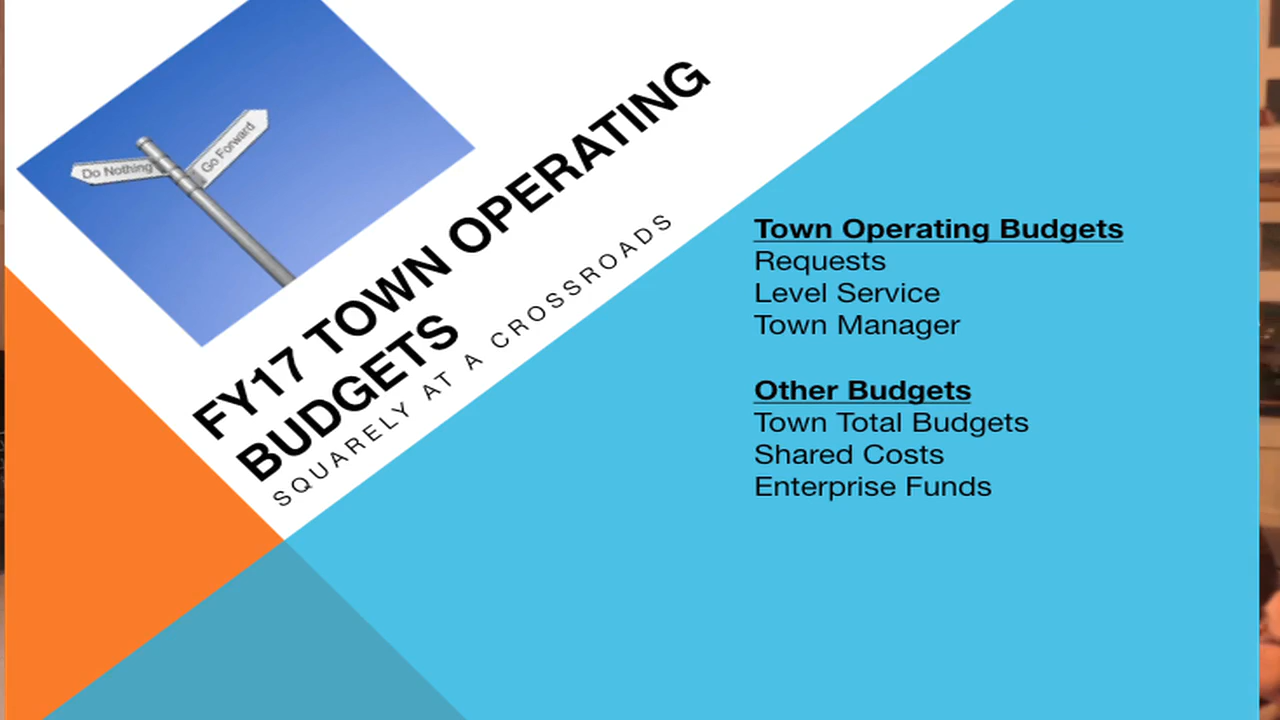 Do Nothing
Go Forward
FY17 TOWN OPERATING
BUDGETS
SQUARELY AT A CROSSROADS
Town Operating Budgets
Requests
Level Service
Town Manager
Other Budgets
Town Total Budgets
Shared Costs
Enterprise Funds